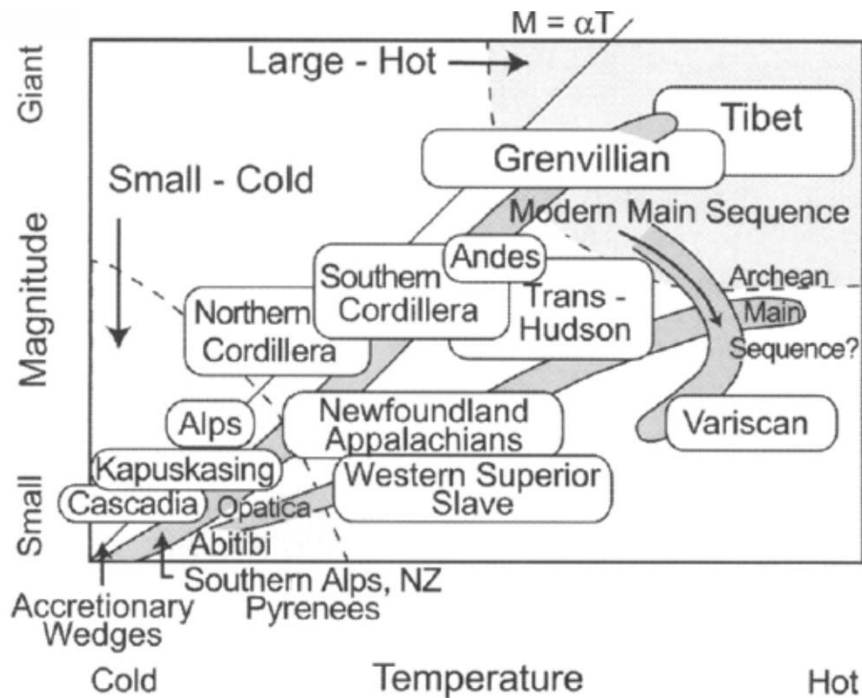 M = αT
Giant
Large - Hot
Tibet
Grenvillian
Small - Cold
Modern Main Sequence
Andes
Southern
Cordillera
Archean
Trans -
Hudson
Main
Sequence?
Magnitude
Northern
Cordillera
Alps
Newfoundland
Appalachians
Variscan
Kapuskasing
Western Superior
Slave
Cascadia
Opatica
Small
Abitibi
Southern Alps, NZ
Pyrenees
Accretionary
Wedges
Cold
Temperature
Hot